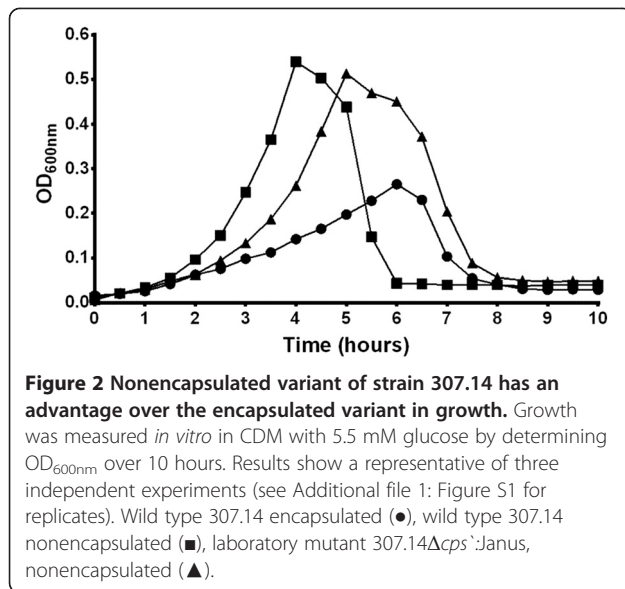 0.6
0.5
0.4
0.3
0.2
0.1
0.0
OD600nm
0 1 2 3 4 5 6 7 8 9 10
Time (hours)
Figure 2 Nonencapsulated variant of strain 307.14 has an
advantage over the encapsulated variant in growth. Growth
was measured in vitro in CDM with 5.5 mM glucose by determining
OD600nm over 10 hours. Results show a representative of three
independent experiments (see Additional file 1: Figure S1 for
replicates). Wild type 307.14 encapsulated (●), wild type 307.14
nonencapsulated (■), laboratory mutant 307.14Δcps`:Janus,
nonencapsulated (▲).